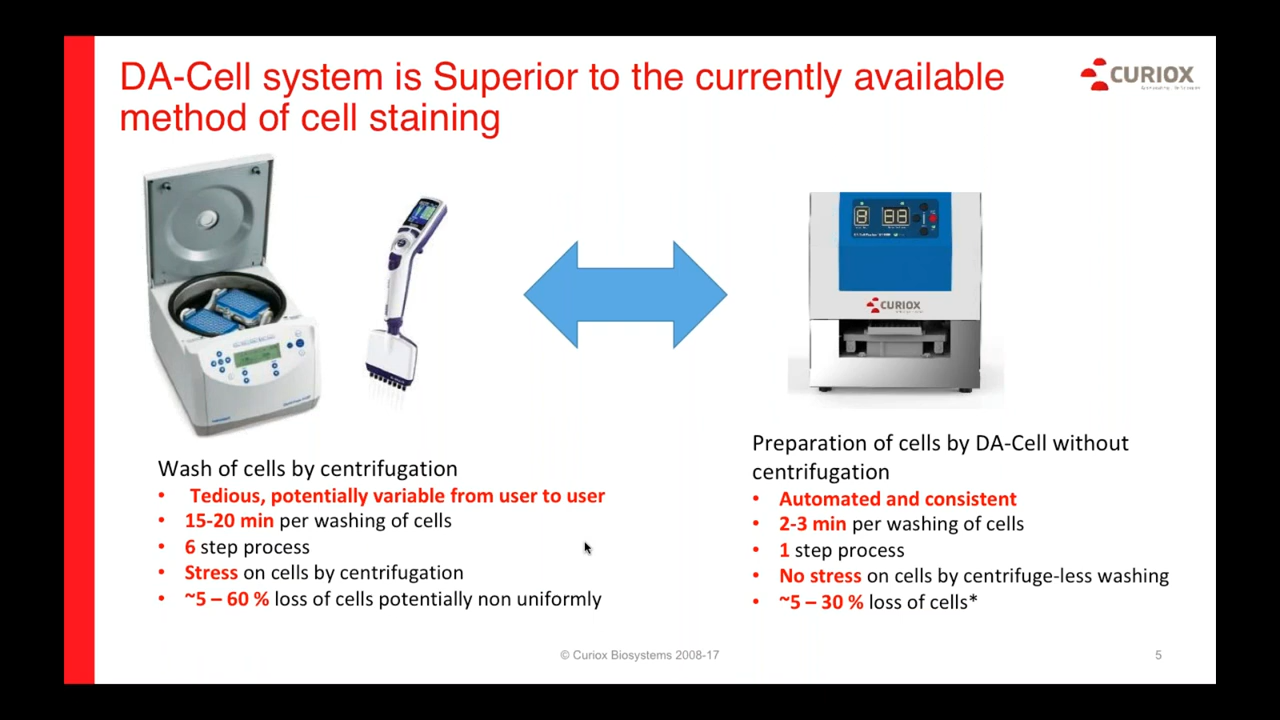 DA-Cell system is Superior to the currently available
method of cell staining
CURIOX
CURIOX
Wash of cells by centrifugation
• Tedious, potentially variable from user to user
• 15-20 min per washing of cells
• 6 step process
• Stress on cells by centrifugation
• ~5 – 60 % loss of cells potentially non uniformly
Preparation of cells by DA-Cell without
centrifugation
• Automated and consistent
• 2-3 min per washing of cells
• 1 step process
• No stress on cells by centrifuge-less washing
• ~5 – 30 % loss of cells*
© Curiox Biosystems 2008-17
5